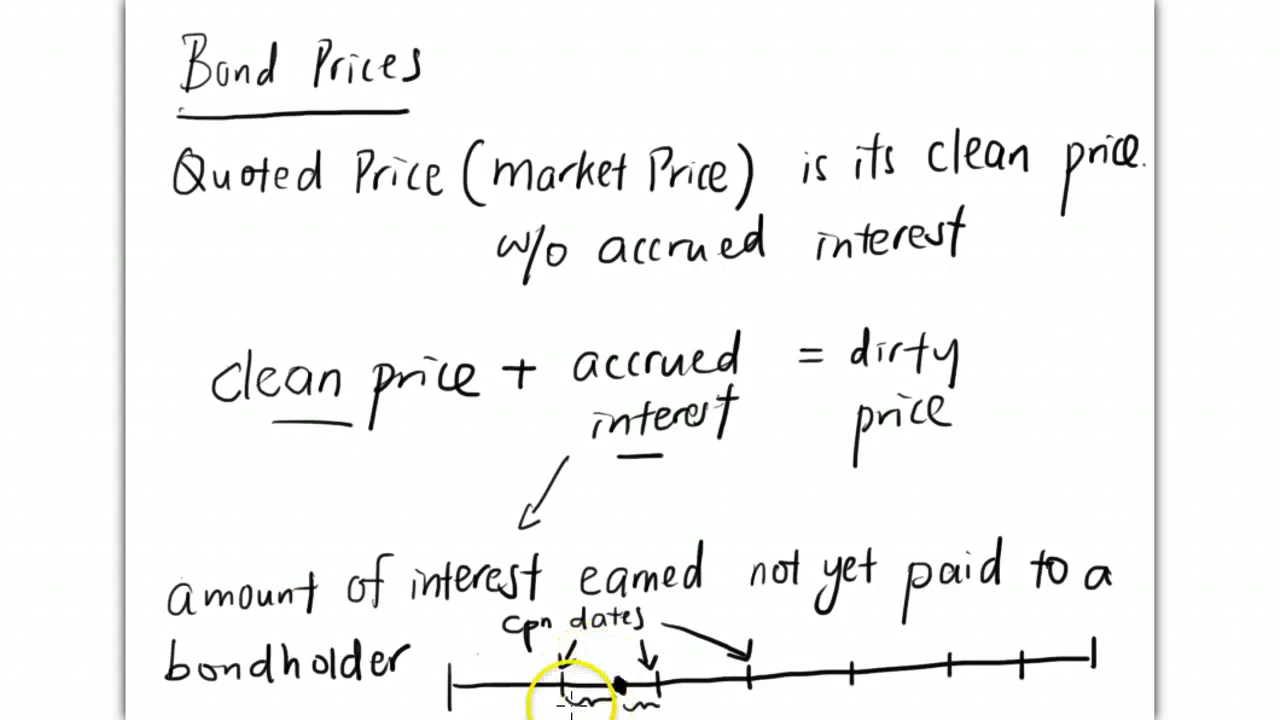 Bond Prices
Quoted Price (market Price) is its clean price.
w/o accrued interest
clean price + accrued interest = dirty price
amount of interest earned not yet paid to a
bondholder
cpn dates